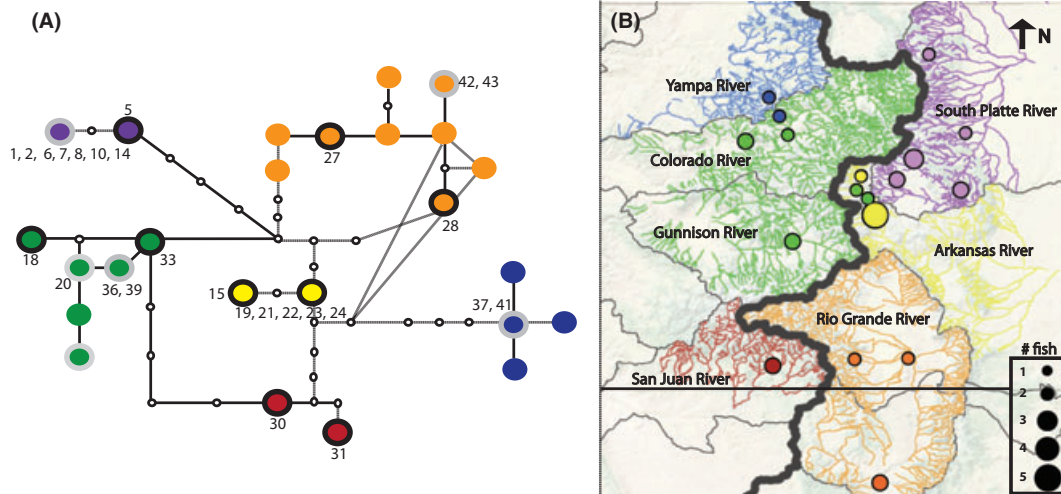 (A)
5
1, 2, 6, 7, 8, 10, 14
42, 43
27
28
18
33
20
36, 39
15
19, 21, 22, 23, 24
37, 41
30
31
(B)
N
Yampa River
South Platte River
Colorado River
Gunnison River
Arkansas River
Rio Grande River
San Juan River
# fish
1
2
3
4
5